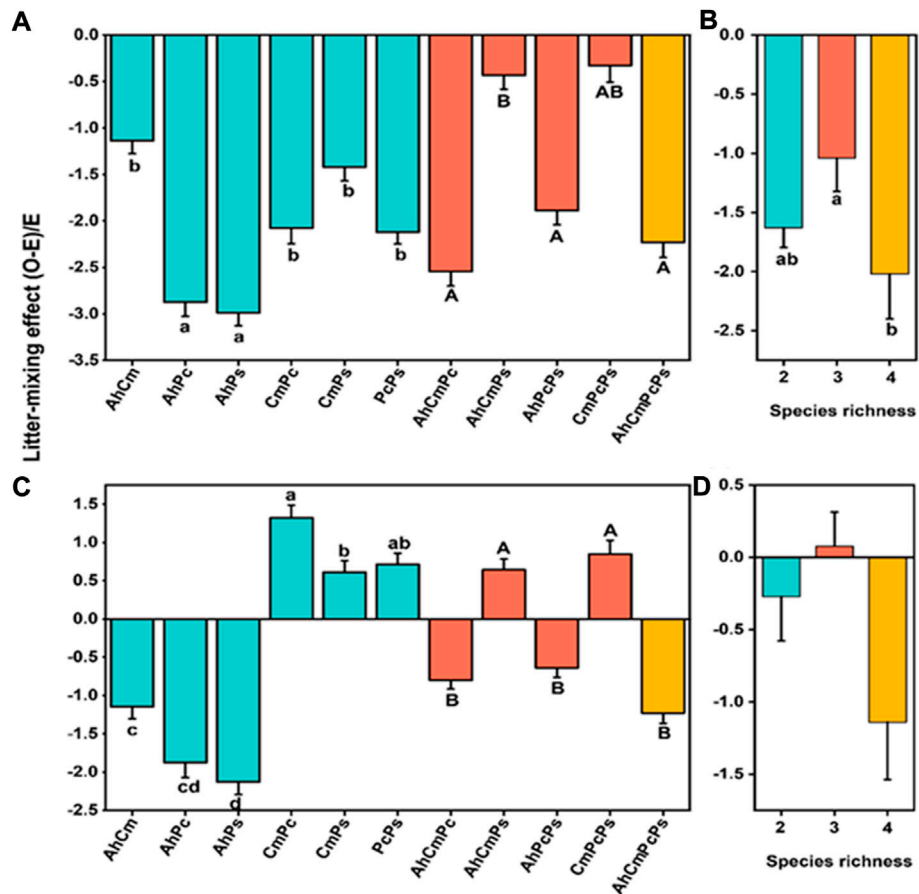 A
B
Litter-mixing effect (O-E)/E
0.0
-0.5
-1.0
-1.5
-2.0
-2.5
-3.0
-3.5
b
a
a
b
b
b
A
B
A
AB
A
AhCm
AhPc
AhPs
CmPc
CmPs
PcPs
AhCmPc
AhCmPs
AhPcPs
CmPcPs
AhCmPcPs
0.0
-0.5
-1.0
-1.5
-2.0
-2.5
ab
a
b
2 3 4
Species richness
C
D
1.5
1.0
0.5
0.0
-0.5
-1.0
-1.5
-2.0
-2.5
c
cd
d
a
b
ab
B
A
B
A
B
AhCm
AhPc
AhPs
CmPc
CmPs
PcPs
AhCmPc
AhCmPs
AhPcPs
CmPcPs
AhCmPcPs
0.5
0.0
-0.5
-1.0
-1.5
2 3 4
Species richness